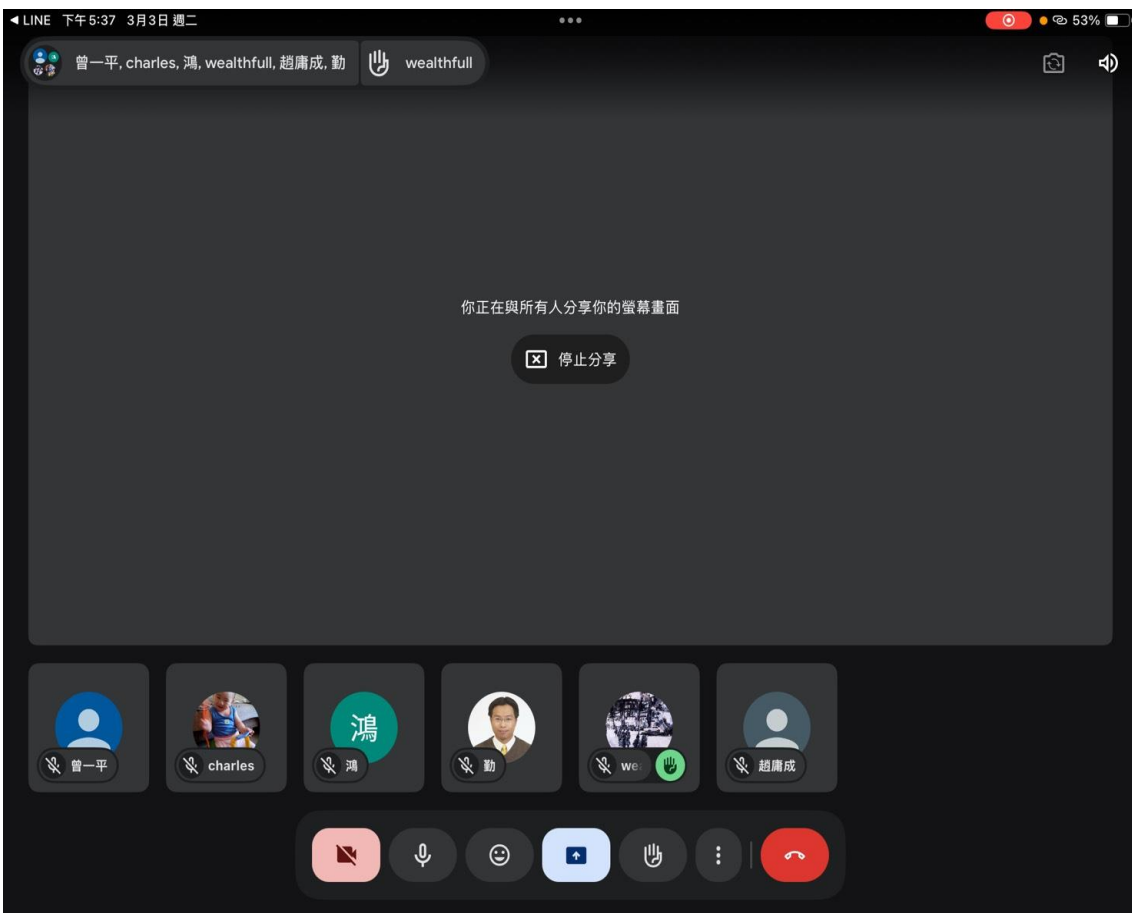 ◀ LINE 下午5:37 3月3日 週二 53%
曾一平, charles, 鴻, wealthfull, 趙庸成, 勤 wealthfull
你正在與所有人分享你的螢幕畫面
停止分享
鴻
曾一平 charles 鴻 勤 we 趙庸成